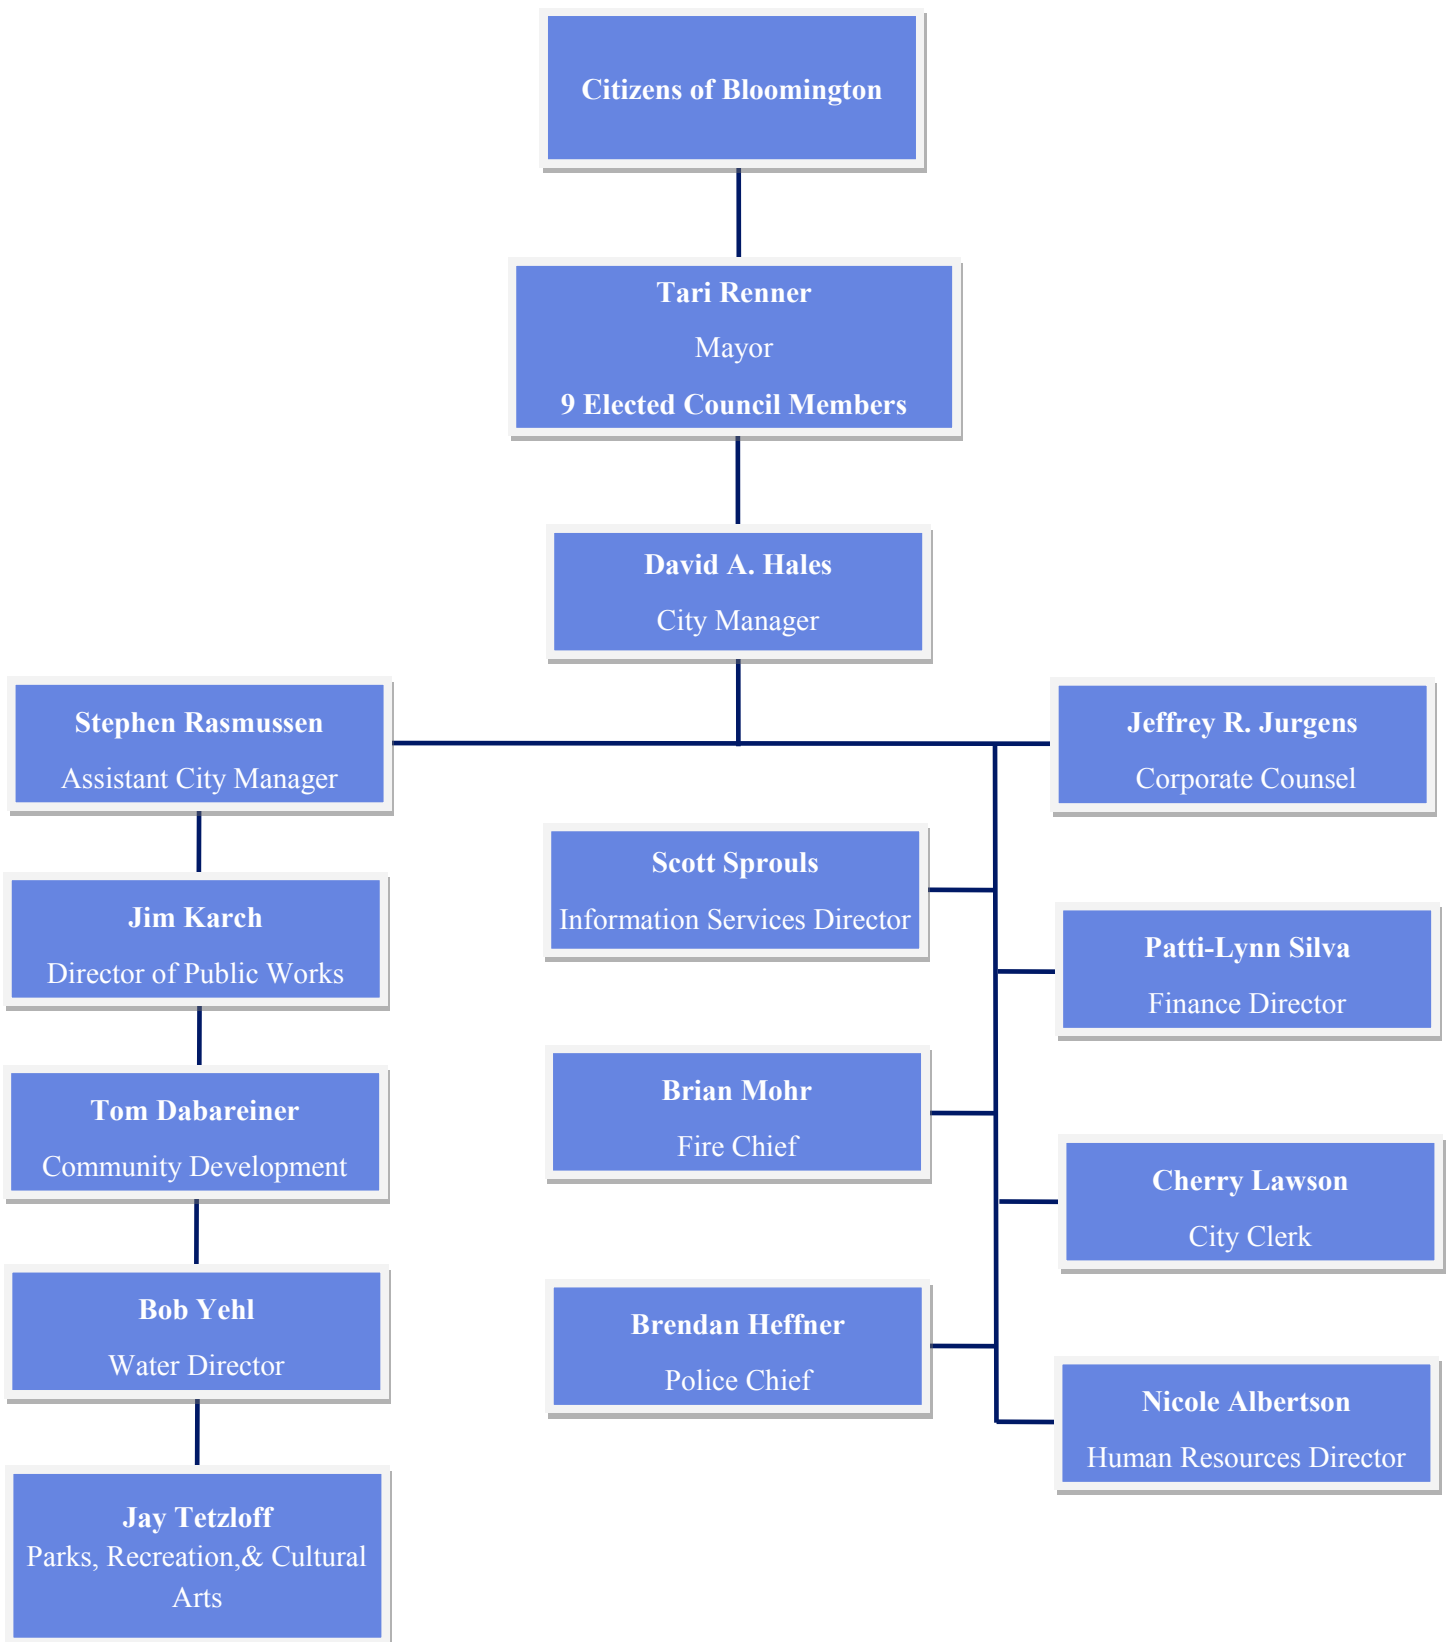 Citizens of Bloomington
Tari Renner
Mayor
9 Elected Council Members
David A. Hales
City Manager
Stephen Rasmussen
Assistant City Manager
Jeffrey R. Jurgens
Corporate Counsel
Scott Sprouls
Information Services Director
Jim Karch
Director of Public Works
Patti-Lynn Silva
Finance Director
Brian Mohr
Fire Chief
Tom Dabareiner
Community Development
Cherry Lawson
City Clerk
Bob Yehl
Water Director
Brendan Heffner
Police Chief
Nicole Albertson
Human Resources Director
Jay Tetzloff
Parks, Recreation,& Cultural
Arts